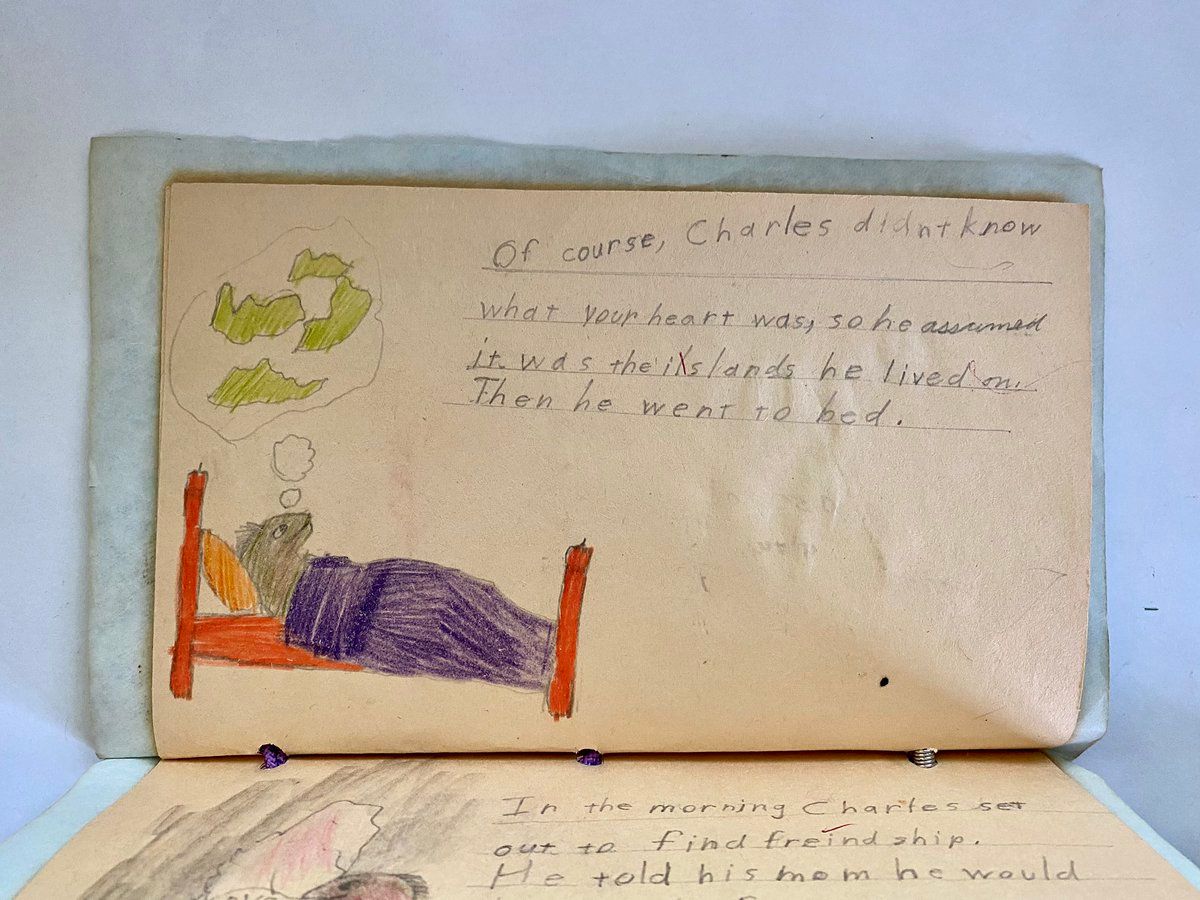 Of course, Charles didnt know
what your heart was, so he assumed
it was the ilslands he lived on.
Then he went to bed.
In the morning Charles set
out to find freindship.
He told his mom he would